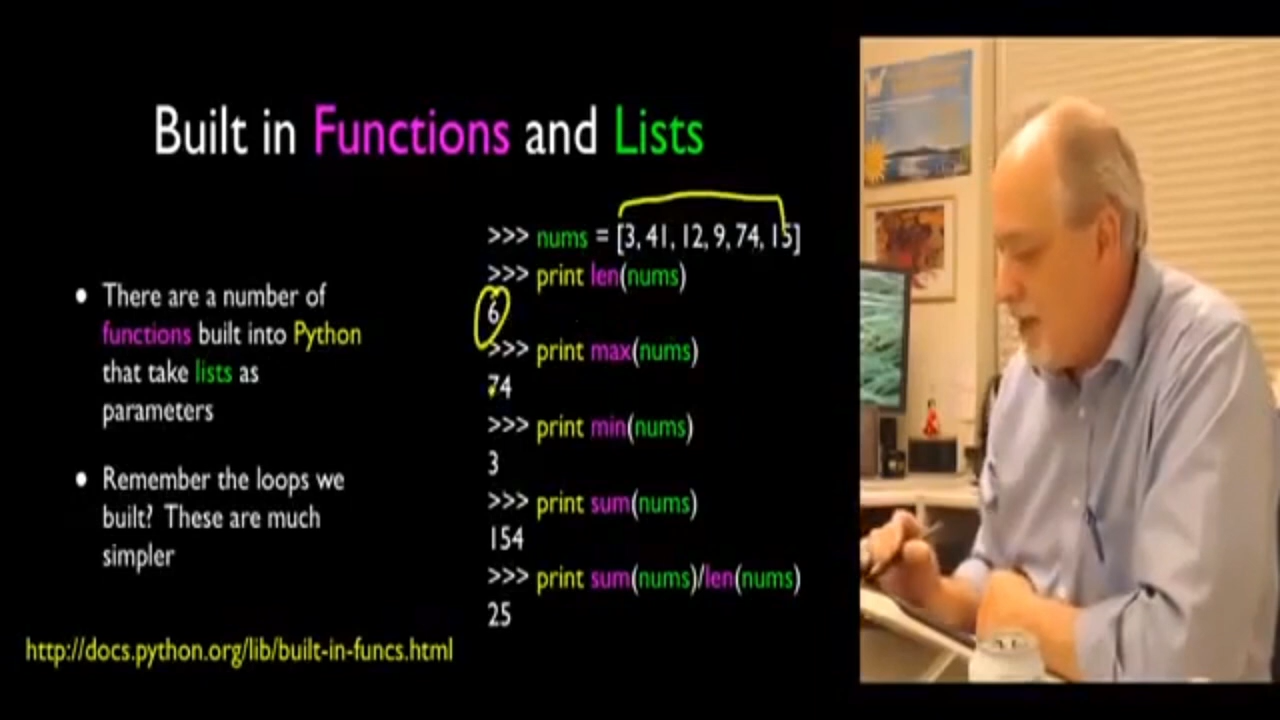 Built in Functions and Lists
>>> nums = [3, 41, 12, 9, 74, 15]
>>> print len(nums)
6
>>> print max(nums)
74
>>> print min(nums)
3
>>> print sum(nums)
154
>>> print sum(nums)/len(nums)
25
• There are a number of
functions built into Python
that take lists as
parameters
• Remember the loops we
built? These are much
simpler
http://docs.python.org/lib/built-in-funcs.html